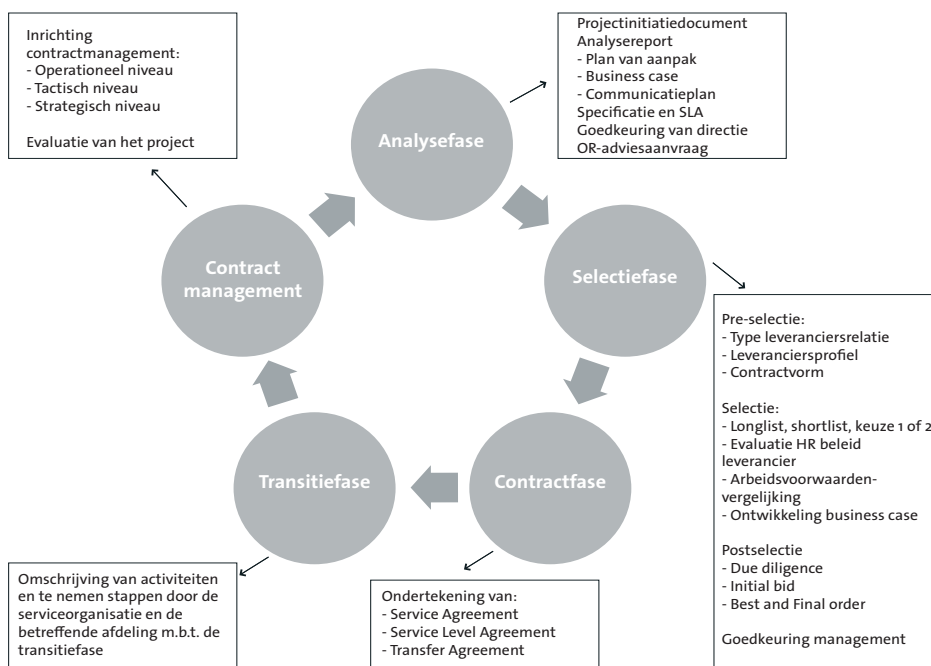 Inrichting
contractmanagement:
- Operationeel niveau
- Tactisch niveau
- Strategisch niveau
Evaluatie van het project
Projectinitiatiedocument
Analysereport
- Plan van aanpak
- Business case
- Communicatieplan
Specificatie en SLA
Goedkeuring van directie
OR-adviesaanvraag
Analysefase
Contract
management
Selectiefase
Pre-selectie:
- Type leveranciersrelatie
- Leveranciersprofiel
- Contractvorm
Selectie:
- Longlist, shortlist, keuze 1 of 2
- Evaluatie HR beleid
leverancier
- Arbeidsvoorwaarden-
vergelijking
- Ontwikkeling business case
Postselectie
- Due diligence
- Initial bid
- Best and Final order
Goedkeuring management
Transitiefase
Contractfase
Omschrijving van activiteiten
en te nemen stappen door de
serviceorganisatie en de
betreffende afdeling m.b.t. de
transitiefase
Ondertekening van:
- Service Agreement
- Service Level Agreement
- Transfer Agreement